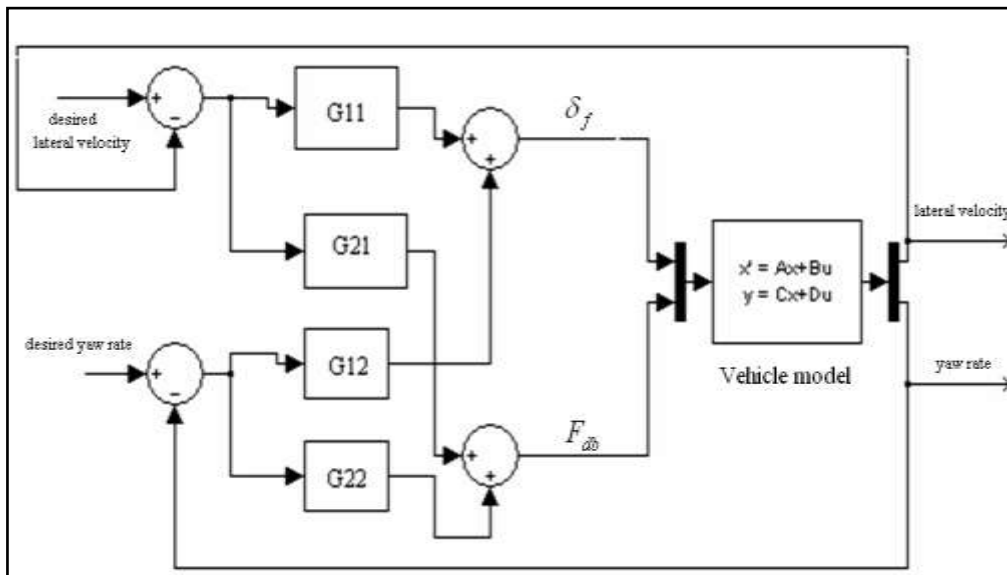 desired
lateral velocity
+
−
G11
+
+
δf
G21
lateral velocity
x' = Ax+Bu
y = Cx+Du
Vehicle model
desired yaw rate
+
−
G12
yaw rate
G22
+
+
Fdb